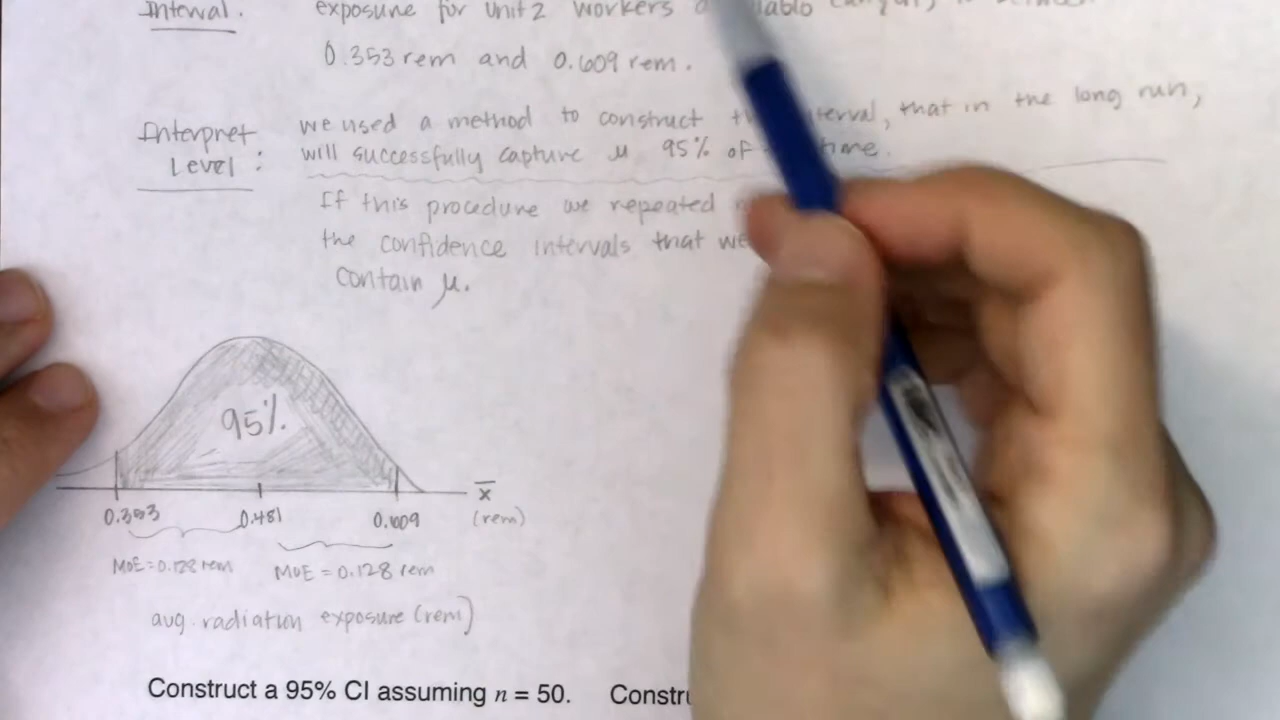 Interval. exposure for Unit 2 workers
0.353 rem and 0.609 rem.
Interpret we used a method to construct interval, that in the long run,
Level: will successfully capture μ 95% of time.
If this procedure we repeated
the confidence intervals that we
contain μ.
95%
0.353 0.481 0.609 x̄ (rem)
MoE = 0.128 rem MoE = 0.128 rem
avg. radiation exposure (rem)
Construct a 95% CI assuming n = 50.